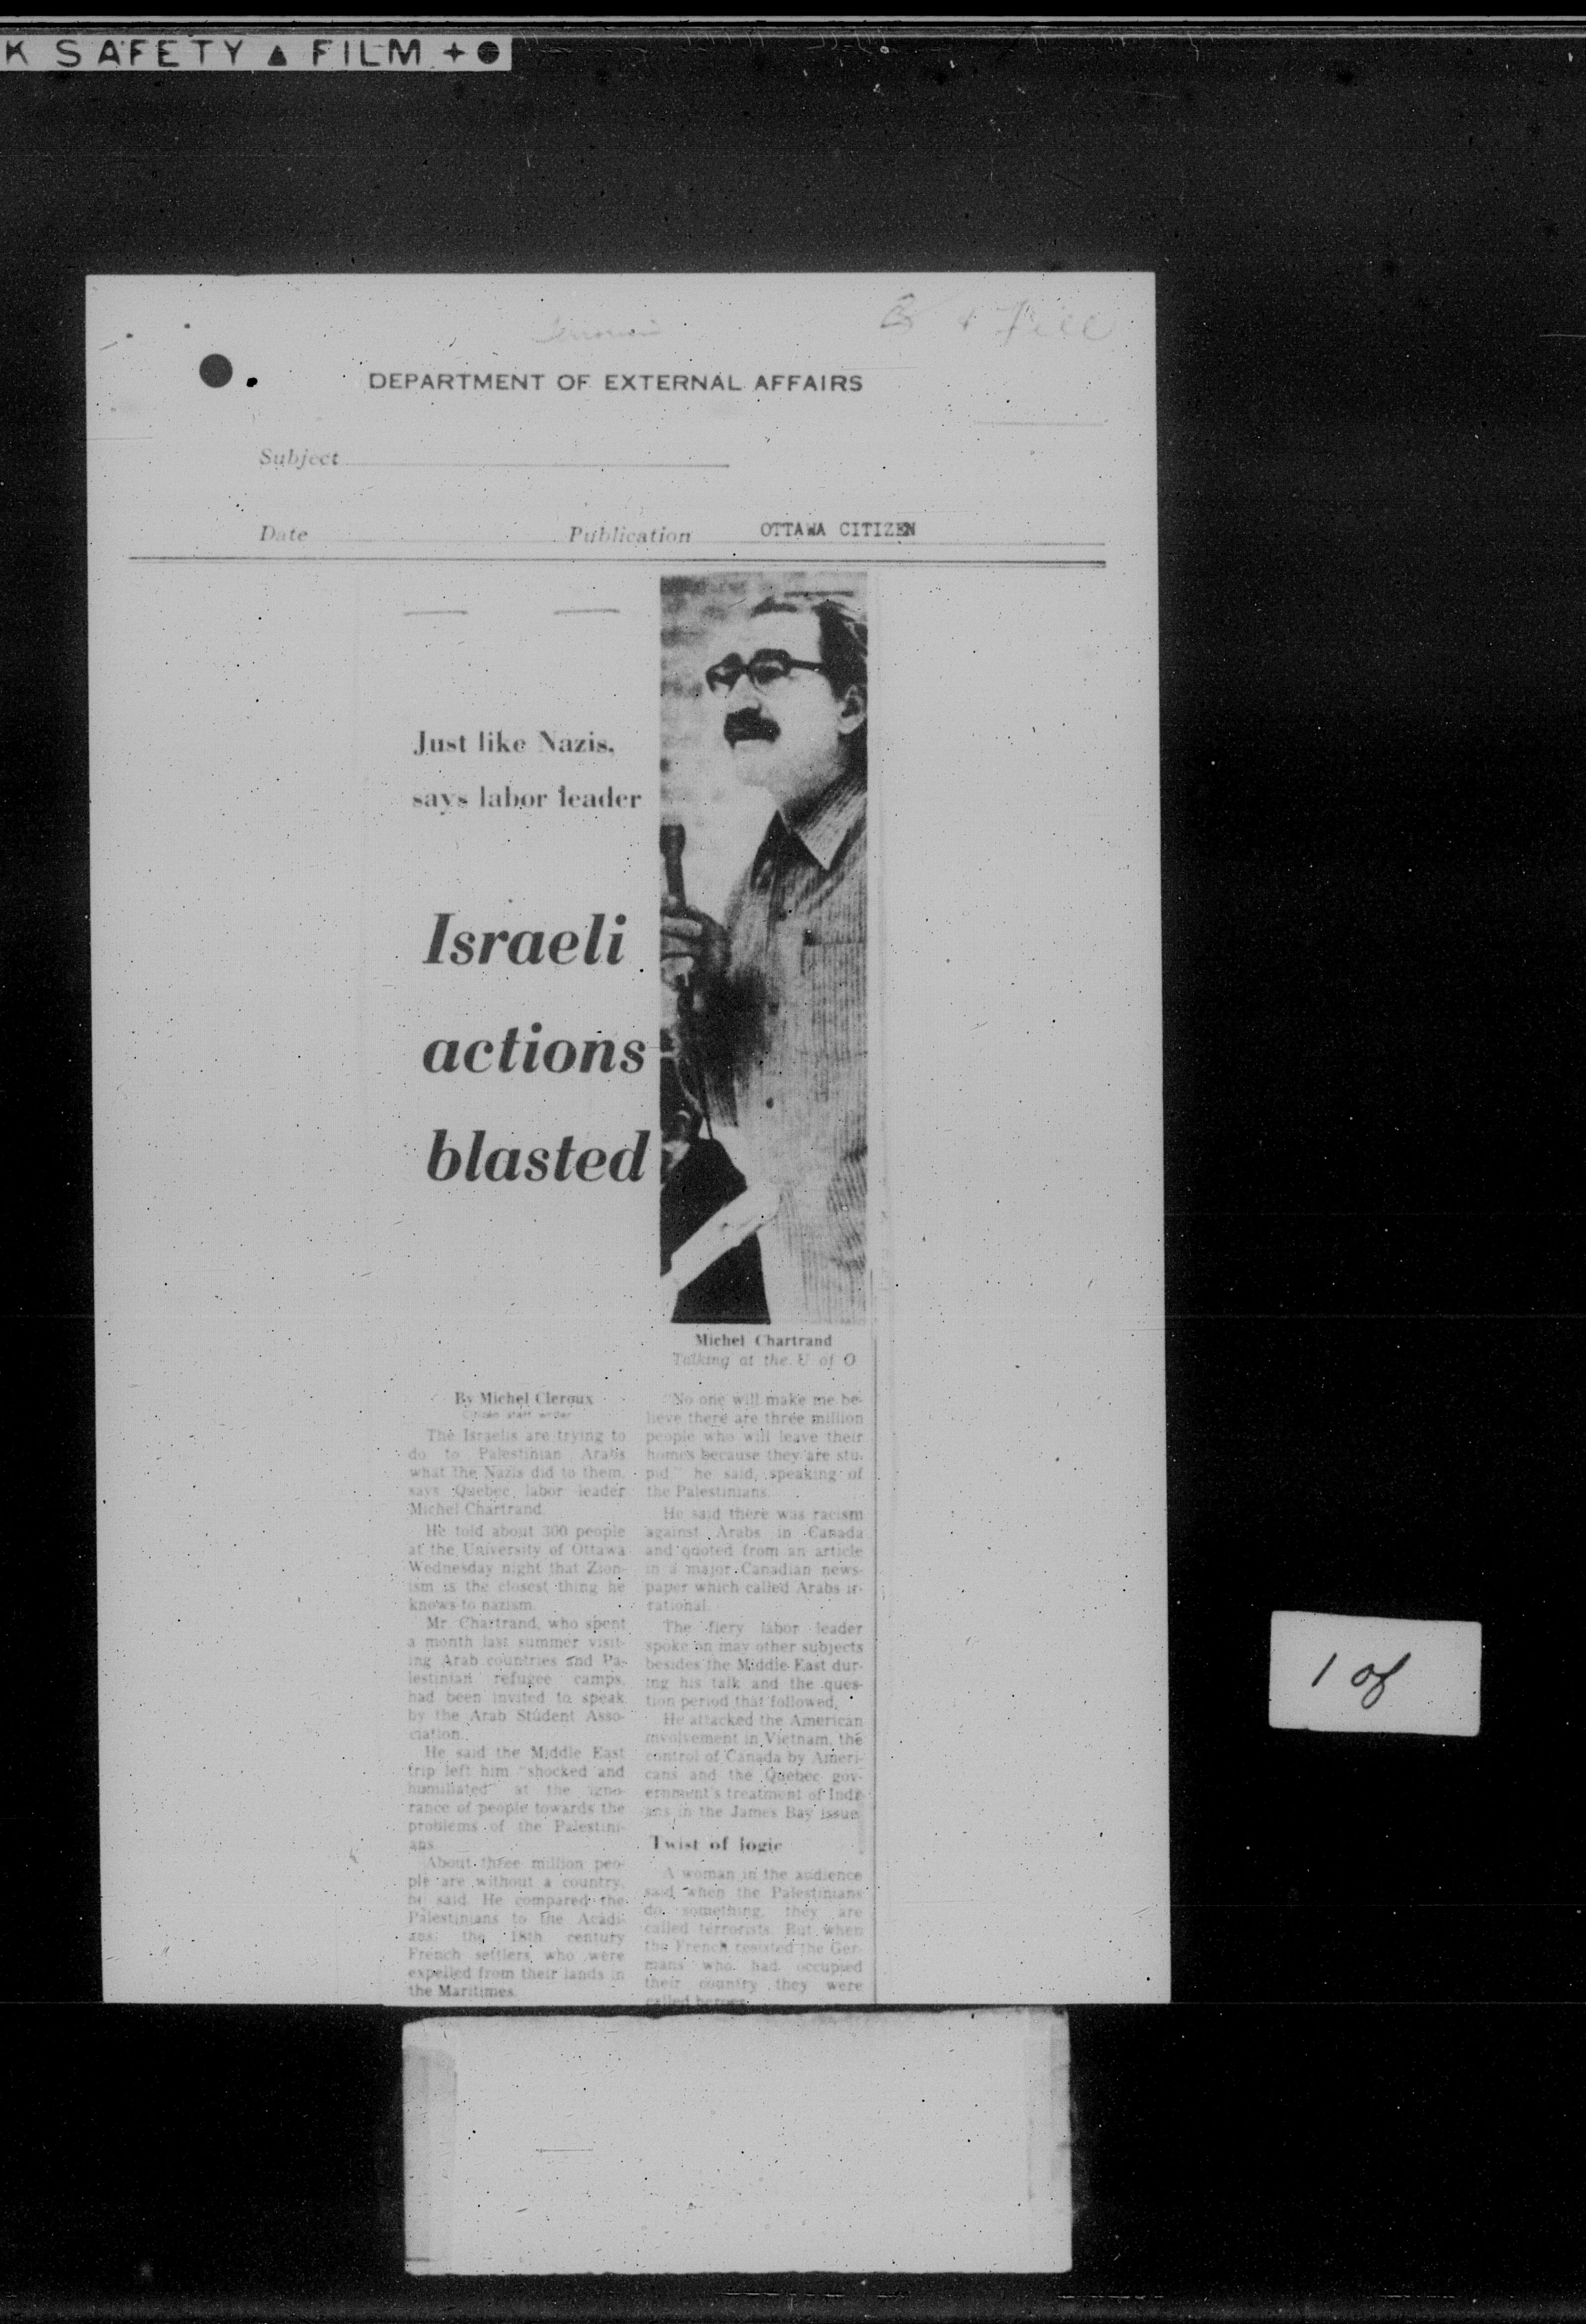 K SAFETY ▲ FILM + ●
& File
DEPARTMENT OF EXTERNAL AFFAIRS
Subject
Date Publication OTTAWA CITIZEN
Just like Nazis,
says labor leader
Israeli
actions
blasted
Michel Chartrand
Talking at the U of O
By Michel Cleroux
Citizen staff writer
The Israelis are trying to
do to Palestinian Arabs
what the Nazis did to them,
says Quebec labor leader
Michel Chartrand.
He told about 300 people
at the University of Ottawa
Wednesday night that Zion-
ism is the closest thing he
knows to nazism.
Mr. Chartrand, who spent
a month last summer visit-
ing Arab countries and Pa-
lestinian refugee camps,
had been invited to speak
by the Arab Student Asso-
ciation.
He said the Middle East
trip left him "shocked and
humiliated" at the igno-
rance of people towards the
problems of the Palestini-
ans.
About three million peo-
ple are without a country,
he said. He compared the
Palestinians to the Acadi-
ans, the 18th century
French settlers who were
expelled from their lands in
the Maritimes.
"No one will make me be-
lieve there are three million
people who will leave their
homes because they are stu-
pid" he said, speaking of
the Palestinians.
He said there was racism
against Arabs in Canada
and quoted from an article
in a major Canadian news-
paper which called Arabs ir-
rational.
The fiery labor leader
spoke on may other subjects
besides the Middle East dur-
ing his talk and the ques-
tion period that followed.
He attacked the American
involvement in Vietnam, the
control of Canada by Ameri-
cans and the Quebec gov-
ernment's treatment of Indi-
ans in the James Bay issue.
Twist of logic
A woman in the audience
said when the Palestinians
do something, they are
called terrorists. But when
the French resisted the Ger-
mans who had occupied
their country they were
called heroes.
1 of